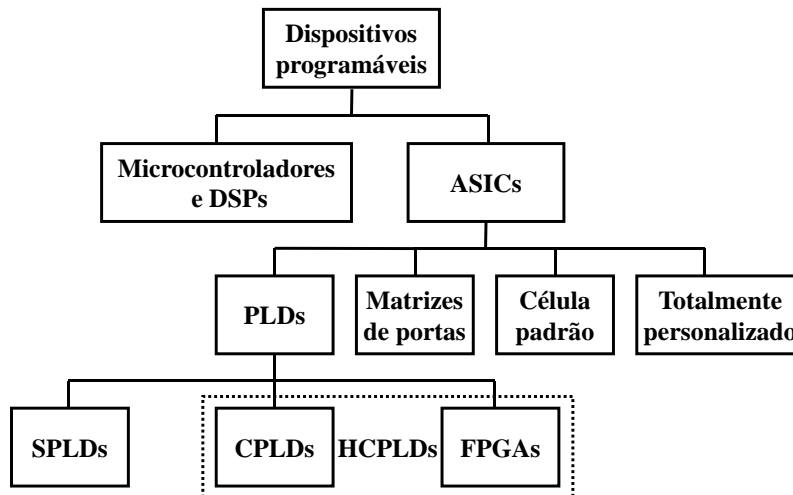 Dispositivos
programáveis
Microcontroladores
e DSPs
ASICs
PLDs
Matrizes
de portas
Célula
padrão
Totalmente
personalizado
SPLDs
CPLDs
HCPLDs
FPGAs